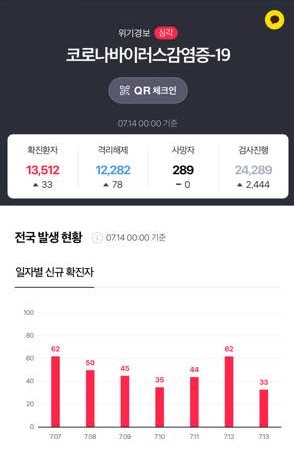 위기경보 심각
코로나바이러스감염증-19
QR 체크인
07.14 00:00 기준
확진환자 격리해제 사망자 검사진행
13,512 12,282 289 24,289
▲ 33 ▲ 78 - 0 ▲ 2,444
전국 발생 현황 ⓘ 07.14 00:00 기준
일자별 신규 확진자
100
80
60
40
20
0
62 50 45 35 44 62 33
7.07 7.08 7.09 7.10 7.11 7.12 7.13